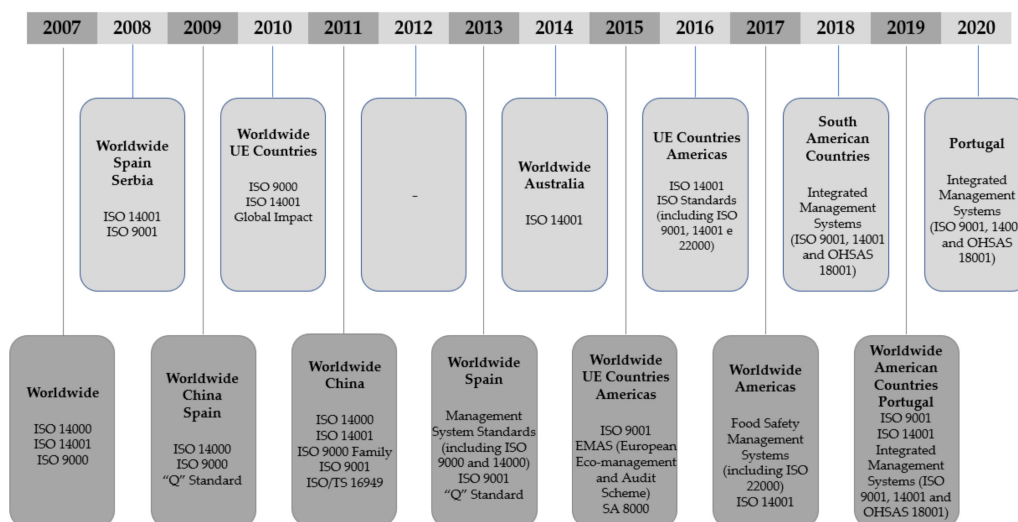 2007 2008 2009 2010 2011 2012 2013 2014 2015 2016 2017 2018 2019 2020
Worldwide
Spain
Serbia
ISO 14001
ISO 9001
Worldwide
UE Countries
ISO 9000
ISO 14001
Global Impact
-
Worldwide
Australia
ISO 14001
UE Countries
Americas
ISO 14001
ISO Standards
(including ISO
9001, 14001 e
22000)
South
American
Countries
Integrated
Management
Systems
(ISO 9001, 14001
and OHSAS
18001)
Portugal
Integrated
Management
Systems
(ISO 9001, 1400
and OHSAS
18001)
Worldwide
ISO 14000
ISO 14001
ISO 9000
Worldwide
China
Spain
ISO 14000
ISO 9000
“Q” Standard
Worldwide
China
ISO 14000
ISO 14001
ISO 9000 Family
ISO 9001
ISO/TS 16949
Worldwide
Spain
Management
System Standards
(including ISO
9000 and 14000)
ISO 9001
“Q” Standard
Worldwide
UE Countries
Americas
ISO 9001
EMAS (European
Eco-management
and Audit
Scheme)
SA 8000
Worldwide
Americas
Food Safety
Management
Systems
(including ISO
22000)
ISO 14001
Worldwide
American
Countries
Portugal
ISO 9001
ISO 14001
Integrated
Management
Systems (ISO
9001, 14001 and
OHSAS 18001)